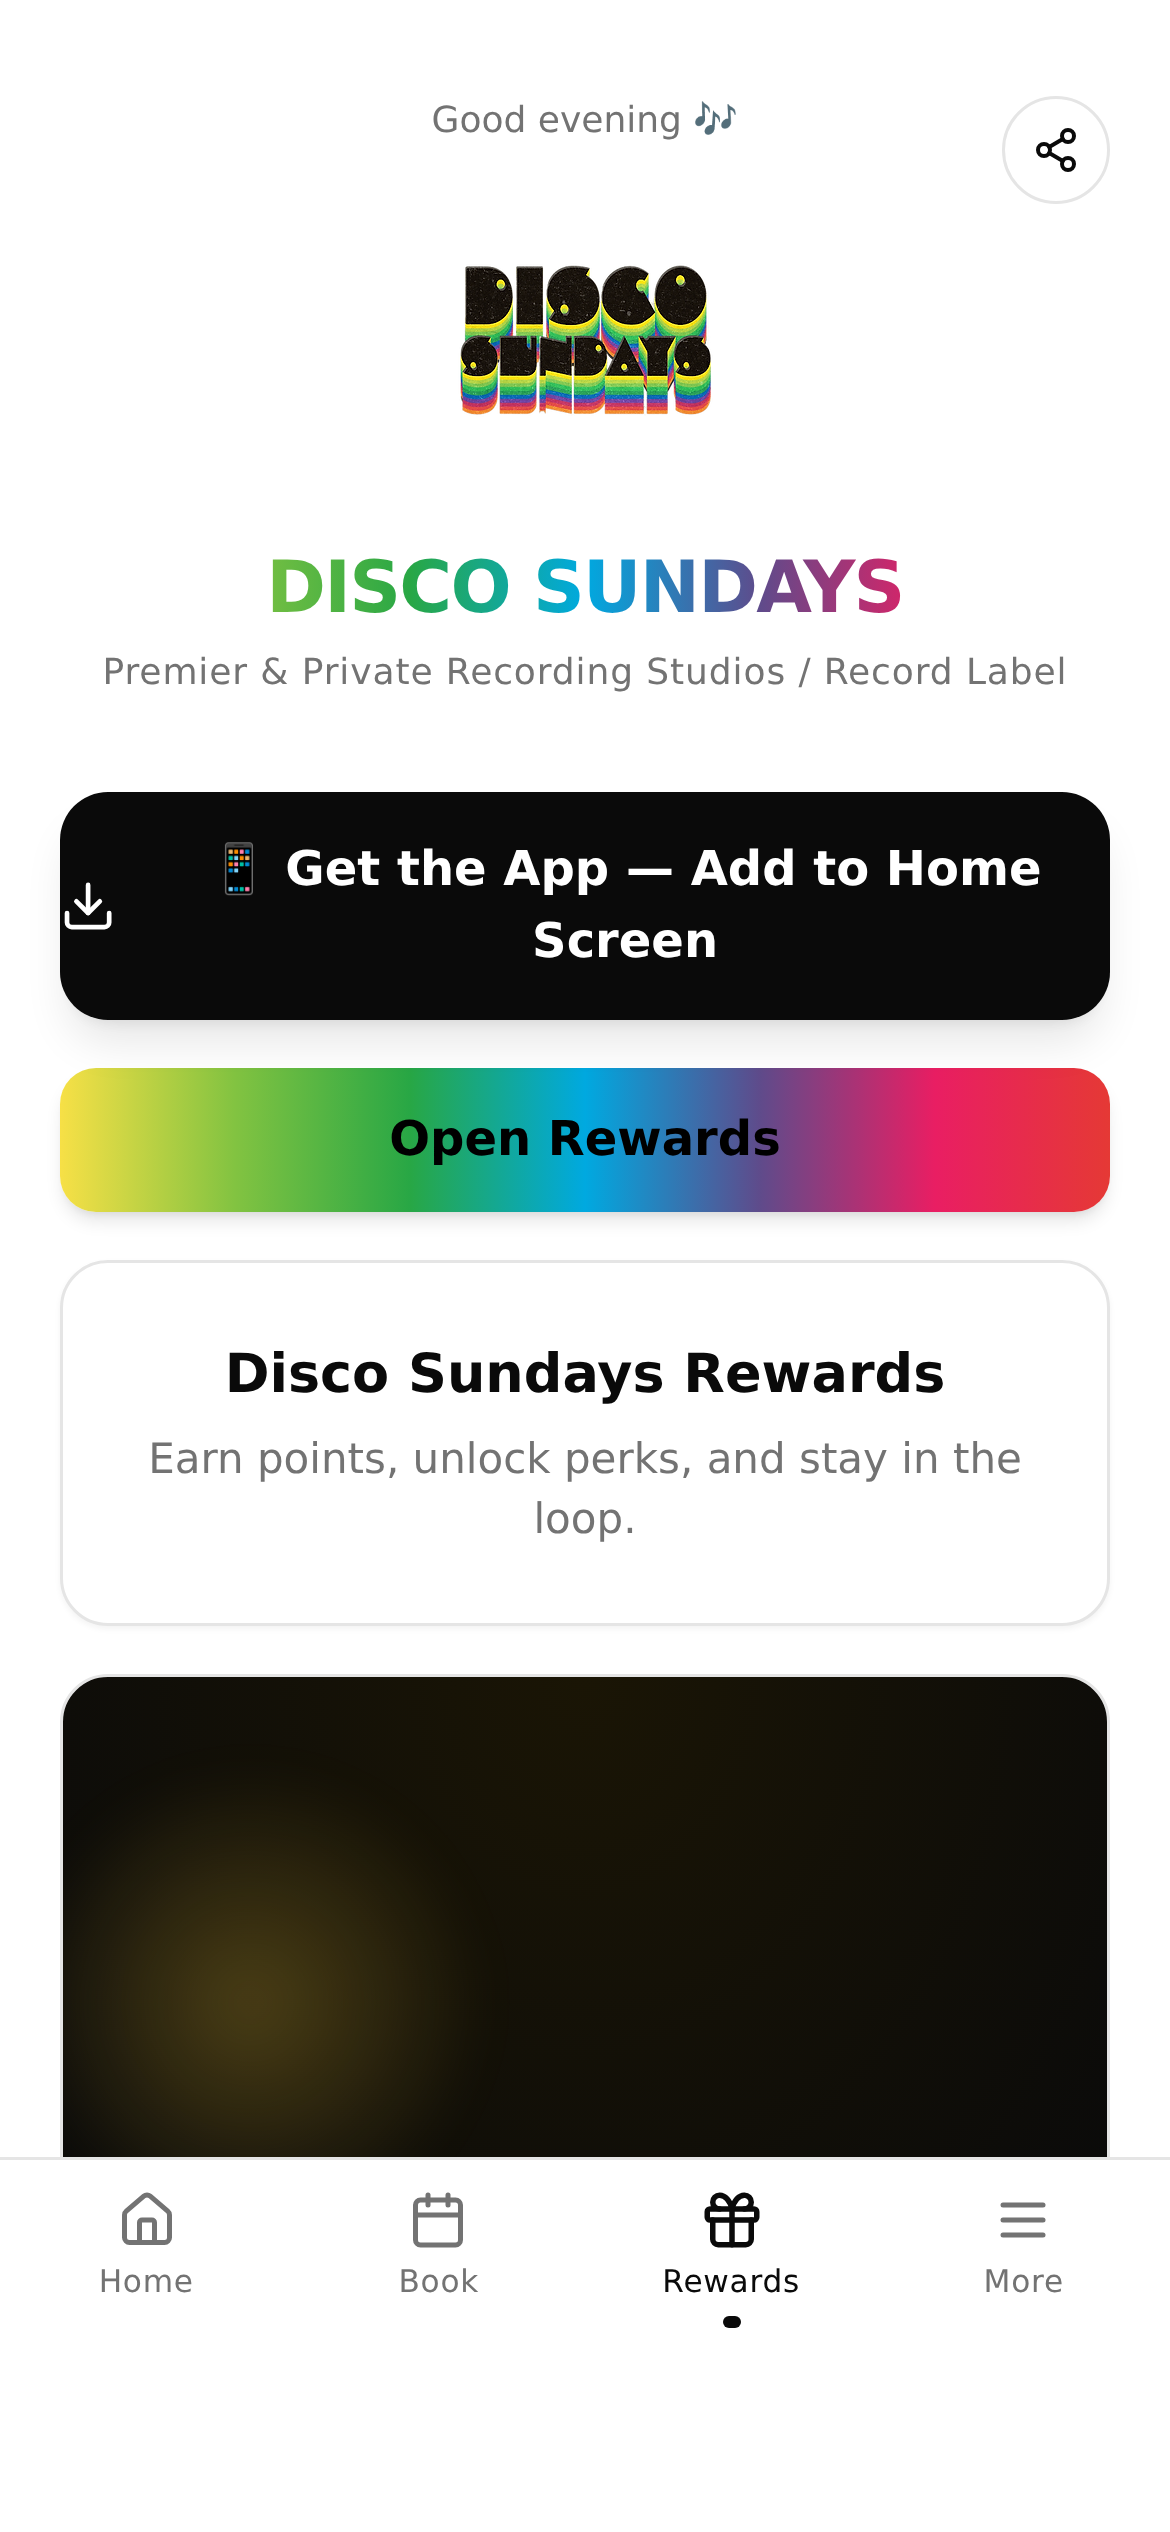 Good evening 🎶
DISCO
SUNDAYS
DISCO SUNDAYS
Premier & Private Recording Studios / Record Label
📱 Get the App — Add to Home
Screen
Open Rewards
Disco Sundays Rewards
Earn points, unlock perks, and stay in the
loop.
Home
Book
Rewards
More